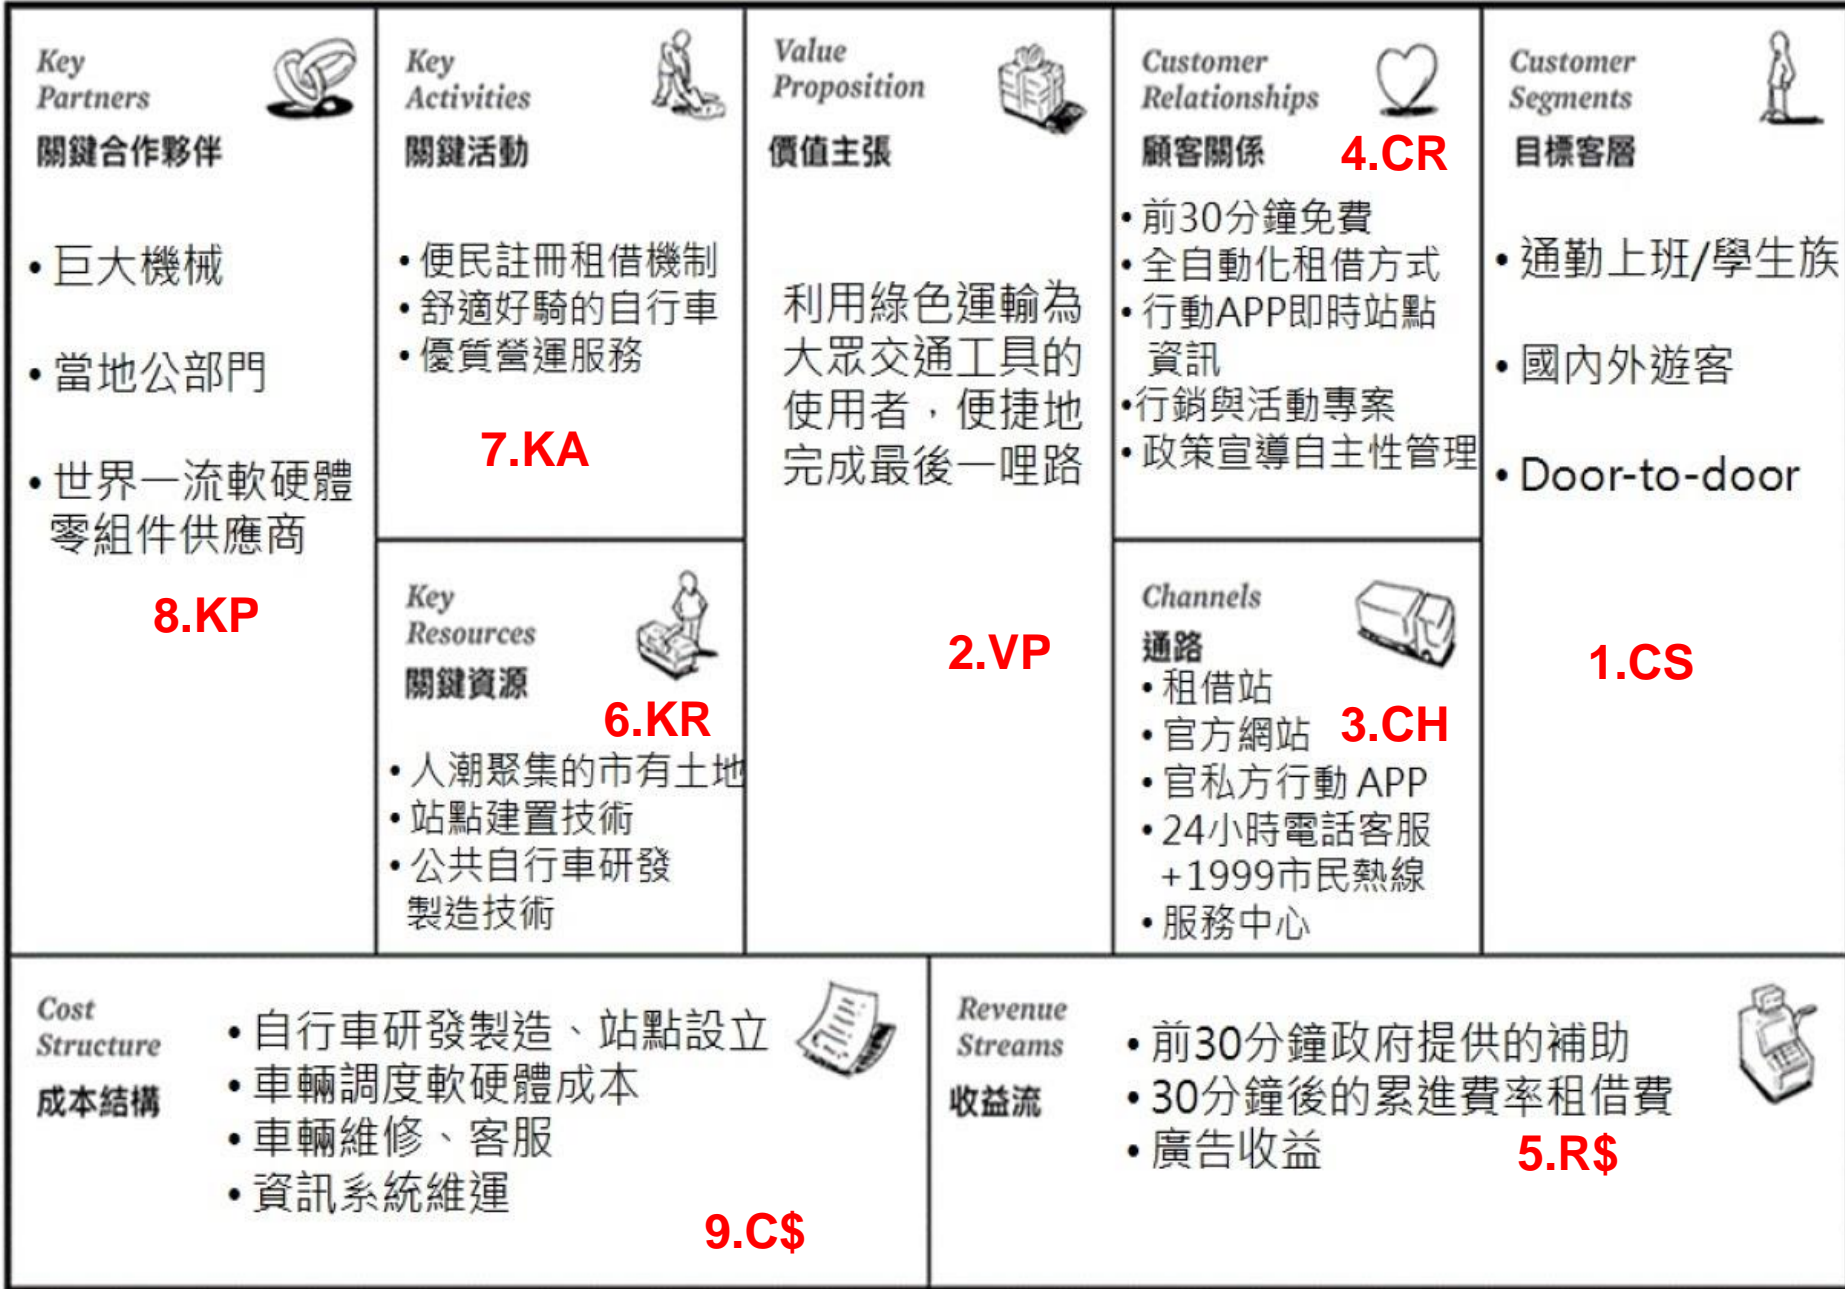 Key
Partners
關鍵合作夥伴
• 巨大機械
• 當地公部門
• 世界一流軟硬體
零組件供應商
8.KP
Key
Activities
關鍵活動
• 便民註冊租借機制
• 舒適好騎的自行車
• 優質營運服務
7.KA
Key
Resources
關鍵資源
6.KR
• 人潮聚集的市有土地
• 站點建置技術
• 公共自行車研發
製造技術
Value
Proposition
價值主張
利用綠色運輸為
大眾交通工具的
使用者，便捷地
完成最後一哩路
2.VP
Customer
Relationships
顧客關係
4.CR
• 前30分鐘免費
• 全自動化租借方式
• 行動APP即時站點
資訊
•行銷與活動專案
• 政策宣導自主性管理
Channels
通路
• 租借站
• 官方網站
3.CH
• 官私方行動 APP
• 24小時電話客服
+1999市民熱線
• 服務中心
Customer
Segments
目標客層
• 通勤上班/學生族
• 國內外遊客
• Door-to-door
1.CS
Cost
Structure
成本結構
• 自行車研發製造、站點設立
• 車輛調度軟硬體成本
• 車輛維修、客服
• 資訊系統維運
9.C$
Revenue
Streams
收益流
• 前30分鐘政府提供的補助
• 30分鐘後的累進費率租借費
• 廣告收益
5.R$